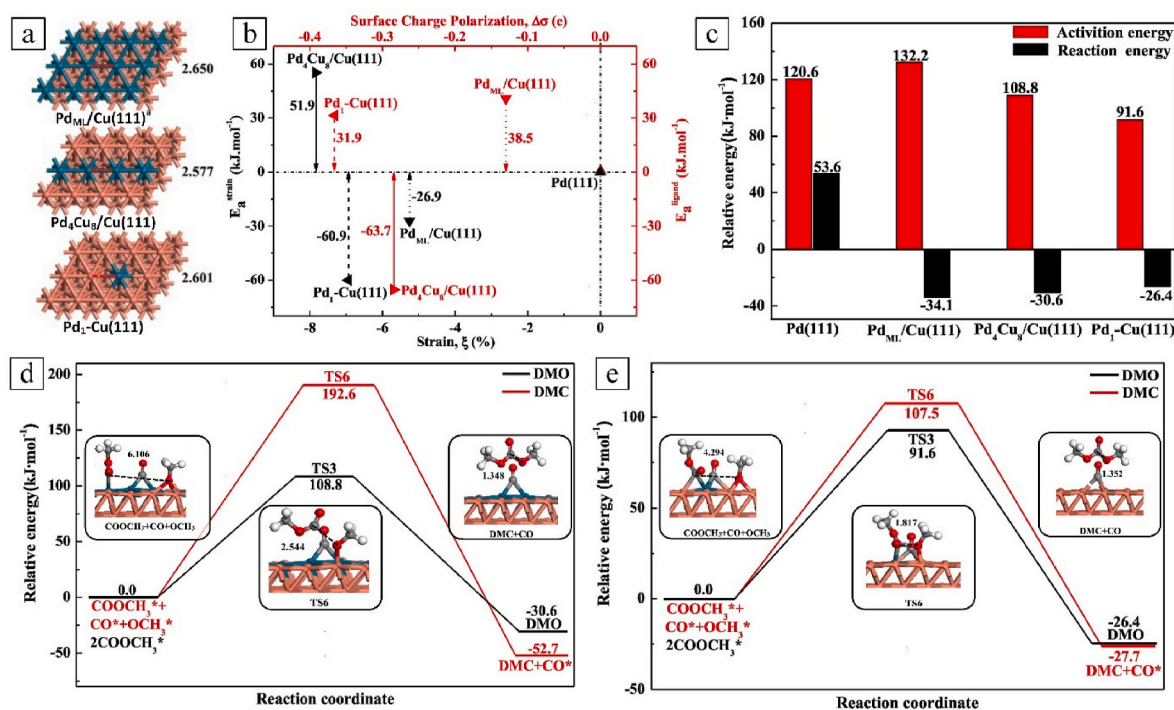 a
2.650
Pd_ML/Cu(111)^a
2.577
Pd4Cu8/Cu(111)
2.601
Pd1-Cu(111)
b
Surface Charge Polarization, Δσ (e)
-0.4 -0.3 -0.2 -0.1 0.0
60
30
0
-30
-60
E_a^strain (kJ.mol⁻¹)
Pd4Cu8/Cu(111)
51.9
Pd1-Cu(111)
31.9
Pd_ML/Cu(111)
38.5
Pd(111)
-26.9
Pd_ML/Cu(111)
-60.9
-63.7
Pd1-Cu(111)
Pd4Cu8/Cu(111)
60
30
0
30
60
E_a^ligand (kJ.mol⁻¹)
-8 -6 -4 -2 0
Strain, ξ (%)
c
Activition energy
Reaction energy
Relative energy(kJ·mol⁻¹)
120
80
40
0
-40
120.6
53.6
132.2
-34.1
108.8
-30.6
91.6
-26.4
Pd(111) Pd_ML/Cu(111) Pd4Cu8/Cu(111) Pd1-Cu(111)
d
DMO
DMC
Relative energy(kJ·mol⁻¹)
200
150
100
50
0
-50
TS6
192.6
TS3
108.8
6.106
COOCH3+CO+OCH3
2.544
TS6
1.348
DMC+CO
0.0
COOCH3*+
CO*+OCH3*
2COOCH3*
-30.6
DMO
-52.7
DMC+CO*
Reaction coordinate
e
DMO
DMC
Relative energy(kJ·mol⁻¹)
100
50
0
-50
TS6
107.5
TS3
91.6
4.294
COOCH3+CO+OCH3
1.817
TS6
1.352
DMC+CO
0.0
COOCH3*+
CO*+OCH3*
2COOCH3*
-26.4
DMO
-27.7
DMC+CO*
Reaction coordinate